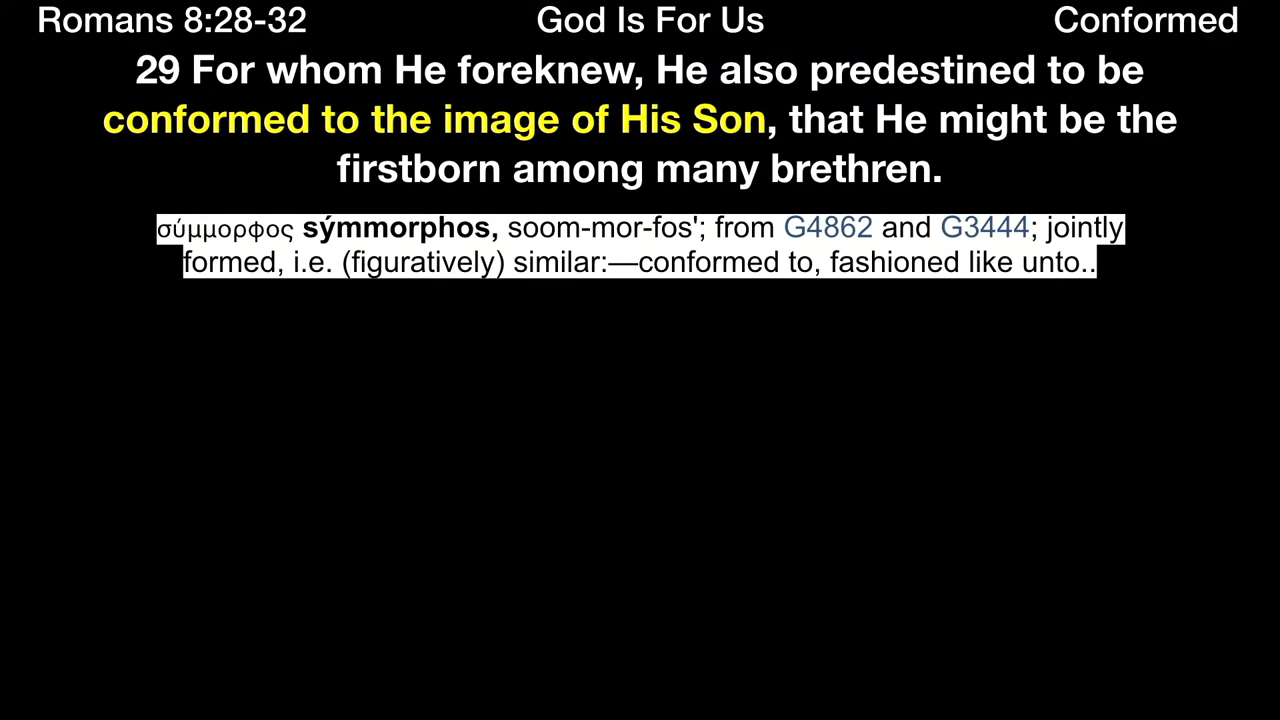 Romans 8:28-32 God Is For Us Conformed
29 For whom He foreknew, He also predestined to be
conformed to the image of His Son, that He might be the
firstborn among many brethren.
σύμμορφος sýmmorphos, soom-mor-fos'; from G4862 and G3444; jointly
formed, i.e. (figuratively) similar:—conformed to, fashioned like unto..